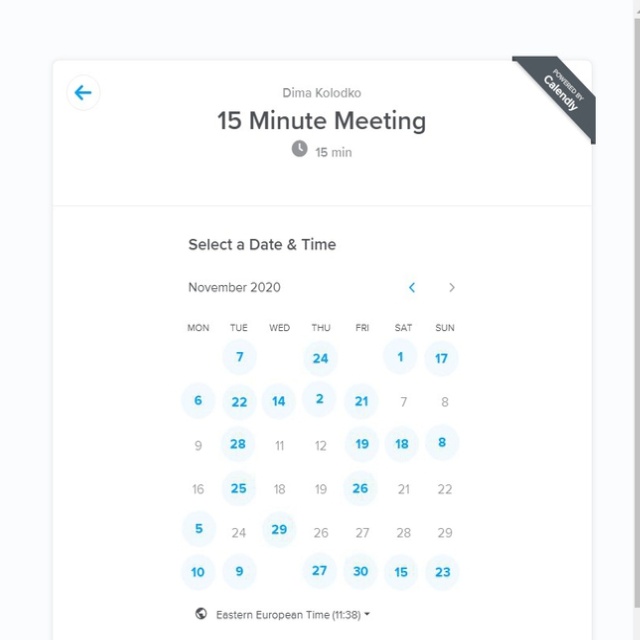 POWERED BY
Calendly
Dima Kolodko
15 Minute Meeting
15 min
Select a Date & Time
November 2020
MON TUE WED THU FRI SAT SUN
7 24 1 17
6 22 14 2 21 7 8
9 28 11 12 19 18 8
16 25 18 19 26 21 22
5 24 29 26 27 28 29
10 9 27 30 15 23
Eastern European Time (11:38)